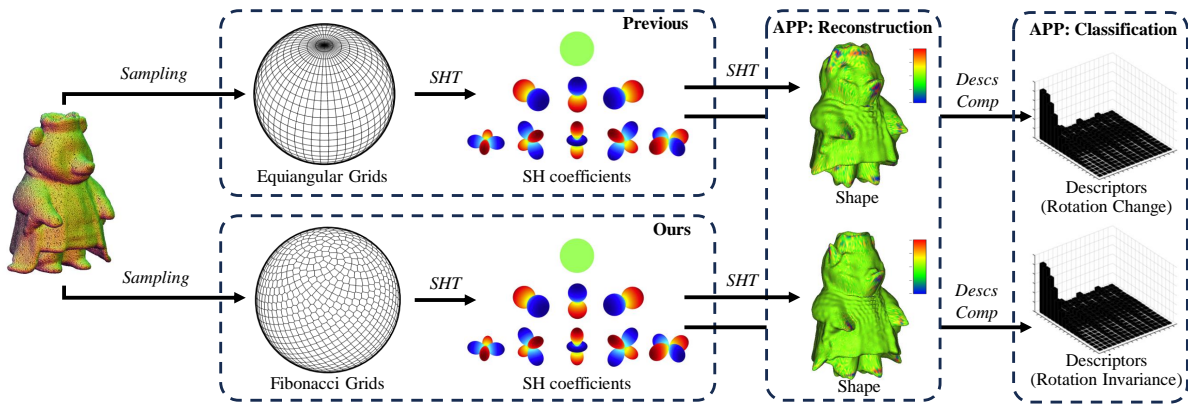 Previous
APP: Reconstruction
APP: Classification
Sampling
SHT
SHT
Descs
Comp
Equiangular Grids
SH coefficients
Shape
Descriptors
(Rotation Change)
Ours
Sampling
SHT
SHT
Descs
Comp
Fibonacci Grids
SH coefficients
Shape
Descriptors
(Rotation Invariance)